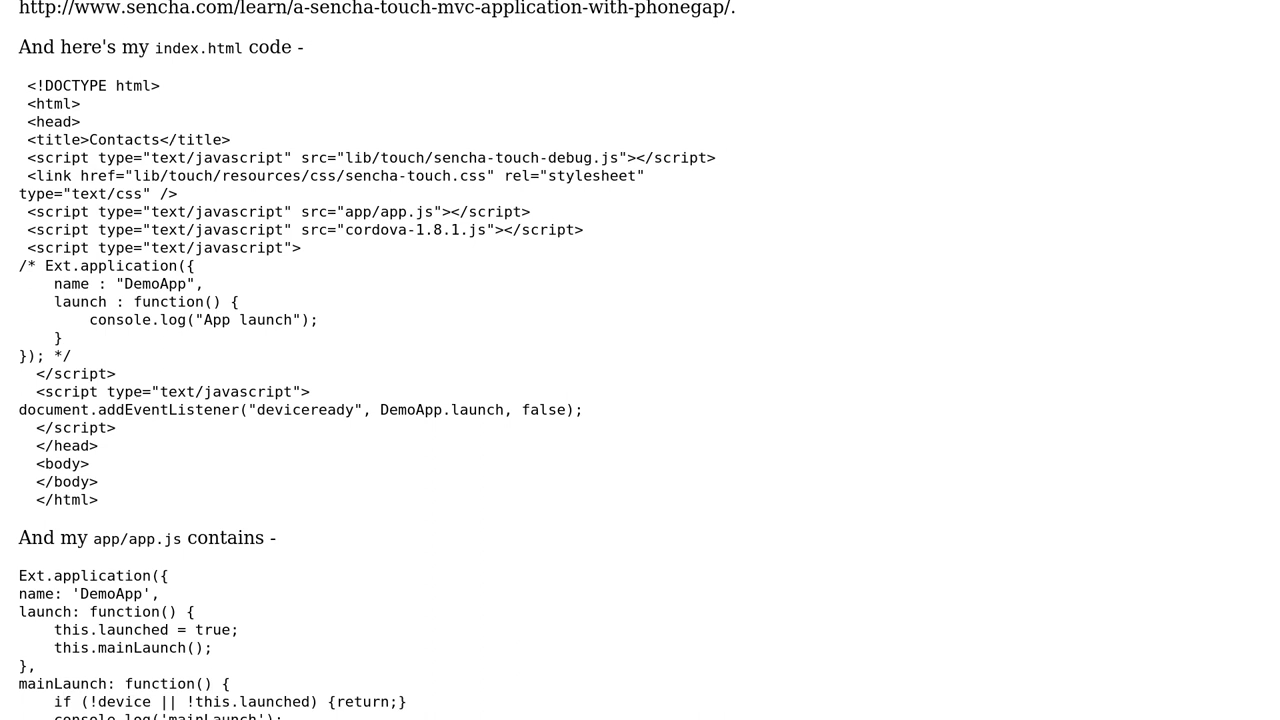 http://www.sencha.com/learn/a-sencha-touch-mvc-application-with-phonegap/.
And here's my index.html code -
<!DOCTYPE html>
<html>
<head>
<title>Contacts</title>
<script type="text/javascript" src="lib/touch/sencha-touch-debug.js"></script>
<link href="lib/touch/resources/css/sencha-touch.css" rel="stylesheet"
type="text/css" />
<script type="text/javascript" src="app/app.js"></script>
<script type="text/javascript" src="cordova-1.8.1.js"></script>
<script type="text/javascript">
/* Ext.application({
    name : "DemoApp",
    launch : function() {
        console.log("App launch");
    }
}); */
  </script>
  <script type="text/javascript">
document.addEventListener("deviceready", DemoApp.launch, false);
  </script>
  </head>
  <body>
  </body>
  </html>
And my app/app.js contains -
Ext.application({
name: 'DemoApp',
launch: function() {
    this.launched = true;
    this.mainLaunch();
},
mainLaunch: function() {
    if (!device || !this.launched) {return;}
    console.log('mainLaunch');